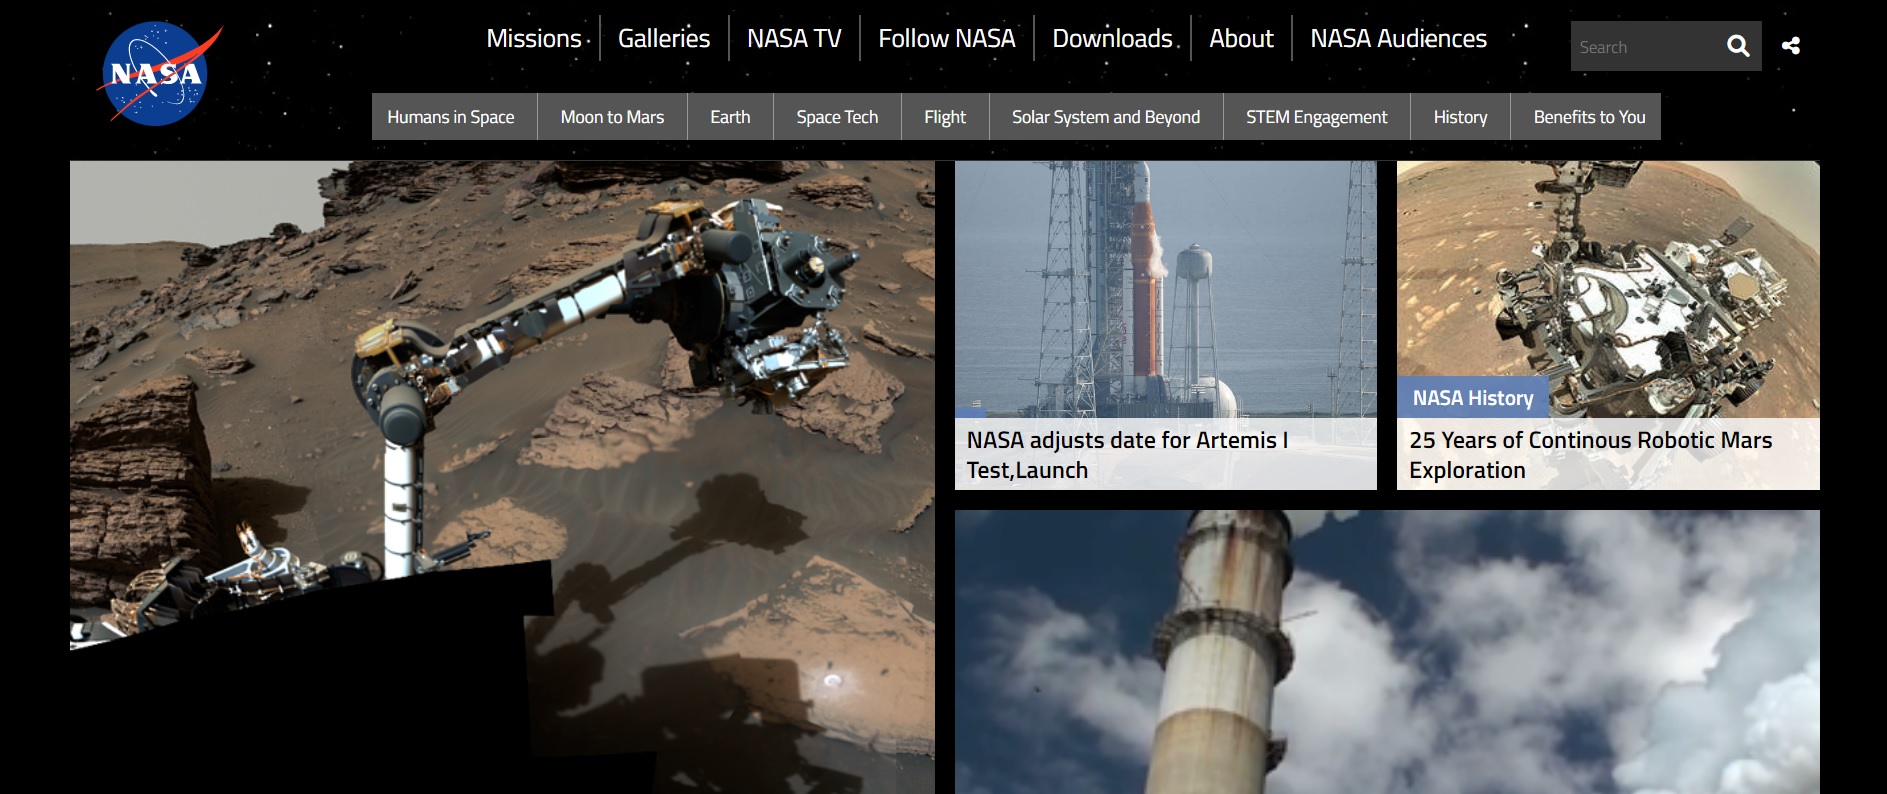 NASA
Missions
Galleries
NASA TV
Follow NASA
Downloads
About
NASA Audiences
Search
Humans in Space
Moon to Mars
Earth
Space Tech
Flight
Solar System and Beyond
STEM Engagement
History
Benefits to You
NASA adjusts date for Artemis I
Test,Launch
NASA History
25 Years of Continous Robotic Mars
Exploration